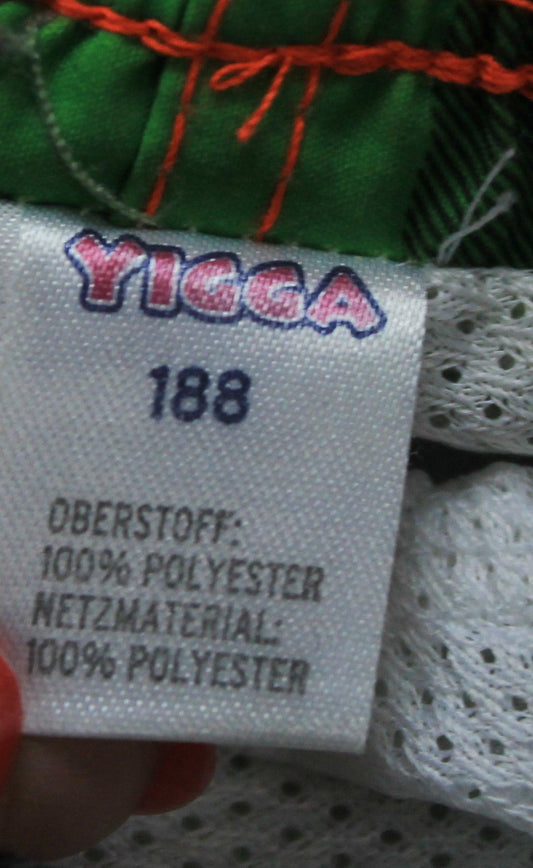 YIGGA
188
OBERSTOFF:
100% POLYESTER
NETZMATERIAL:
100% POLYESTER